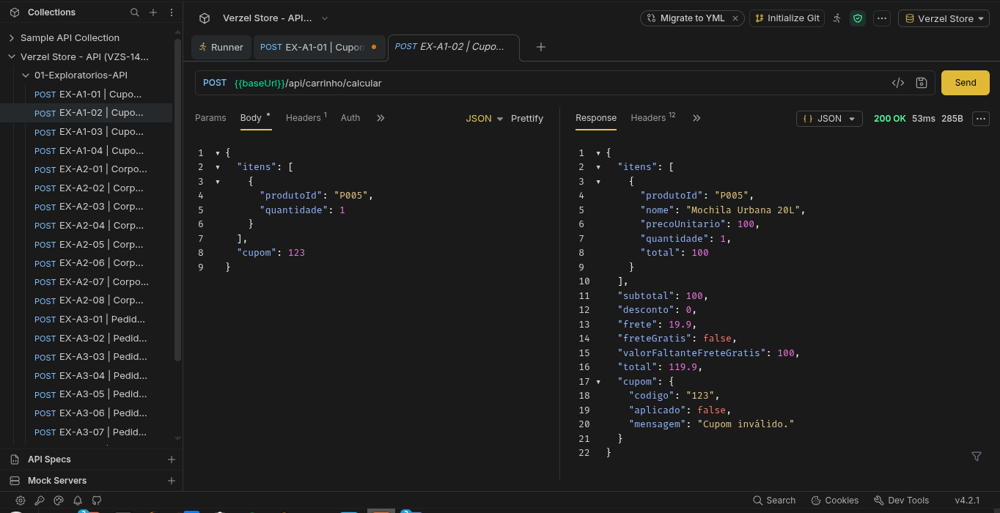 Collections
Sample API Collection
Verzel Store - API (VZS-14...
01-Exploratorios-API
POST EX-A1-01 | Cupo...
POST EX-A1-02 | Cupo...
POST EX-A1-03 | Cupo...
POST EX-A1-04 | Cupo...
POST EX-A2-01 | Corpo...
POST EX-A2-02 | Corp...
POST EX-A2-03 | Corp...
POST EX-A2-04 | Corp...
POST EX-A2-05 | Corp...
POST EX-A2-06 | Corp...
POST EX-A2-07 | Corpo...
POST EX-A2-08 | Corp...
POST EX-A3-01 | Pedid...
POST EX-A3-02 | Pedid...
POST EX-A3-03 | Pedid...
POST EX-A3-04 | Pedid...
POST EX-A3-05 | Pedid...
POST EX-A3-06 | Pedid...
POST EX-A3-07 | Pedid...
API Specs
Mock Servers
Verzel Store - API...
Migrate to YML
Initialize Git
Verzel Store
Runner
POST EX-A1-01 | Cupon
POST EX-A1-02 | Cupo...
POST {{baseUrl}}/api/carrinho/calcular
Send
Params Body Headers 1 Auth
JSON Prettify
1 {
2 "itens": [
3 {
4 "produtoId": "P005",
5 "quantidade": 1
6 }
7 ],
8 "cupom": 123
9 }
Response Headers 12
{ } JSON 200 OK 53ms 285B
1 {
2 "itens": [
3 {
4 "produtoId": "P005",
5 "nome": "Mochila Urbana 20L",
6 "precoUnitario": 100,
7 "quantidade": 1,
8 "total": 100
9 }
10 ],
11 "subtotal": 100,
12 "desconto": 0,
13 "frete": 19.9,
14 "freteGratis": false,
15 "valorFaltanteFreteGratis": 100,
16 "total": 119.9,
17 "cupom": {
18 "codigo": "123",
19 "aplicado": false,
20 "mensagem": "Cupom inválido."
21 }
22 }
Search Cookies Dev Tools v4.2.1